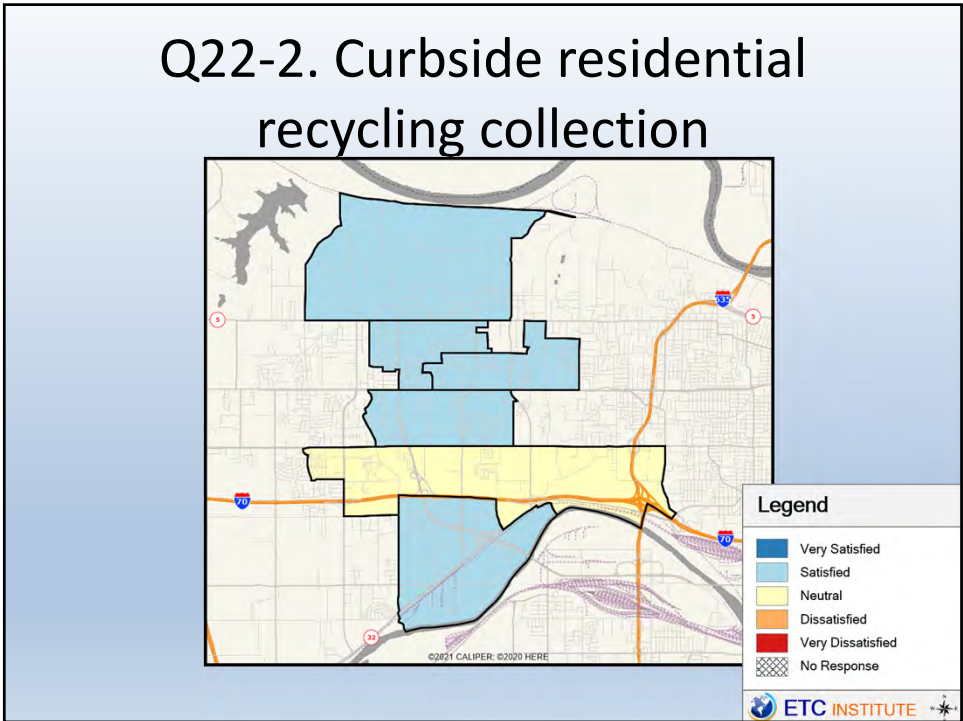 Q22-2. Curbside residential
recycling collection
635
5
5
70
70
32
©2021 CALIPER; ©2020 HERE
Legend
Very Satisfied
Satisfied
Neutral
Dissatisfied
Very Dissatisfied
No Response
ETC INSTITUTE
W E